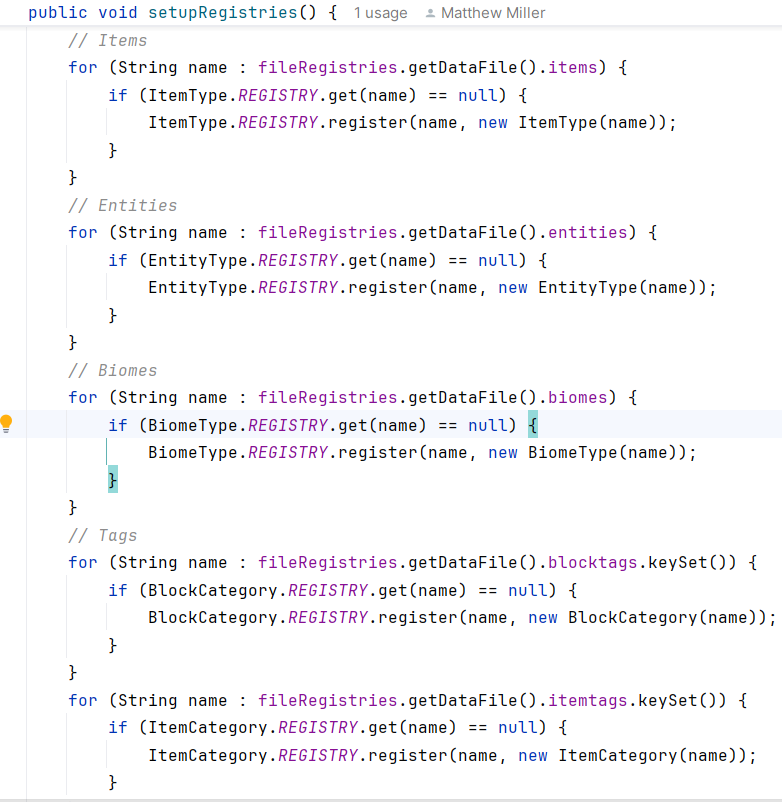 public void setupRegistries() { 1 usage Matthew Miller
// Items
for (String name : fileRegistries.getDataFile().items) {
if (ItemType.REGISTRY.get(name) == null) {
ItemType.REGISTRY.register(name, new ItemType(name));
}
}
// Entities
for (String name : fileRegistries.getDataFile().entities) {
if (EntityType.REGISTRY.get(name) == null) {
EntityType.REGISTRY.register(name, new EntityType(name));
}
}
// Biomes
for (String name : fileRegistries.getDataFile().biomes) {
if (BiomeType.REGISTRY.get(name) == null) {
BiomeType.REGISTRY.register(name, new BiomeType(name));
}
}
// Tags
for (String name : fileRegistries.getDataFile().blocktags.keySet()) {
if (BlockCategory.REGISTRY.get(name) == null) {
BlockCategory.REGISTRY.register(name, new BlockCategory(name));
}
}
for (String name : fileRegistries.getDataFile().itemtags.keySet()) {
if (ItemCategory.REGISTRY.get(name) == null) {
ItemCategory.REGISTRY.register(name, new ItemCategory(name));
}